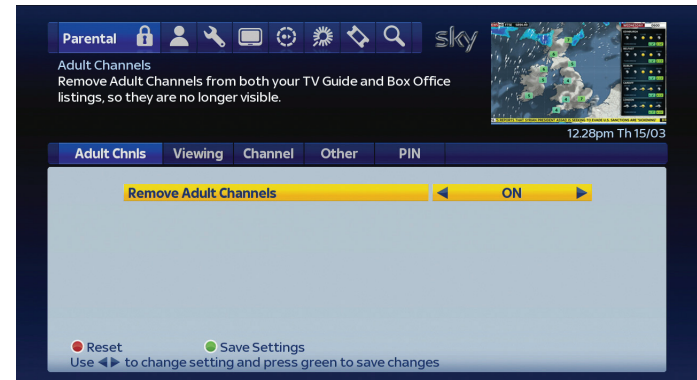 Parental
sky
Adult Channels
Remove Adult Channels from both your TV Guide and Box Office
listings, so they are no longer visible.
12.28pm Th 15/03
Adult Chnls Viewing Channel Other PIN
Remove Adult Channels ON
Reset Save Settings
Use ◀▶ to change setting and press green to save changes